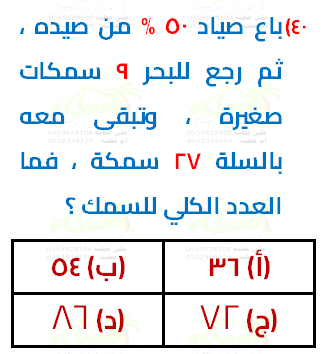 ٤٠) باع صياد ٥٠ % من صيده ،
ثم رجع للبحر ٩ سمكات
صغيرة ، وتبقى معه
بالسلة ٢٧ سمكة ، فما
العدد الكلي للسمك ؟
(أ) ٣٦ (ب) ٥٤
(ج) ٧٢ (د) ٨٦